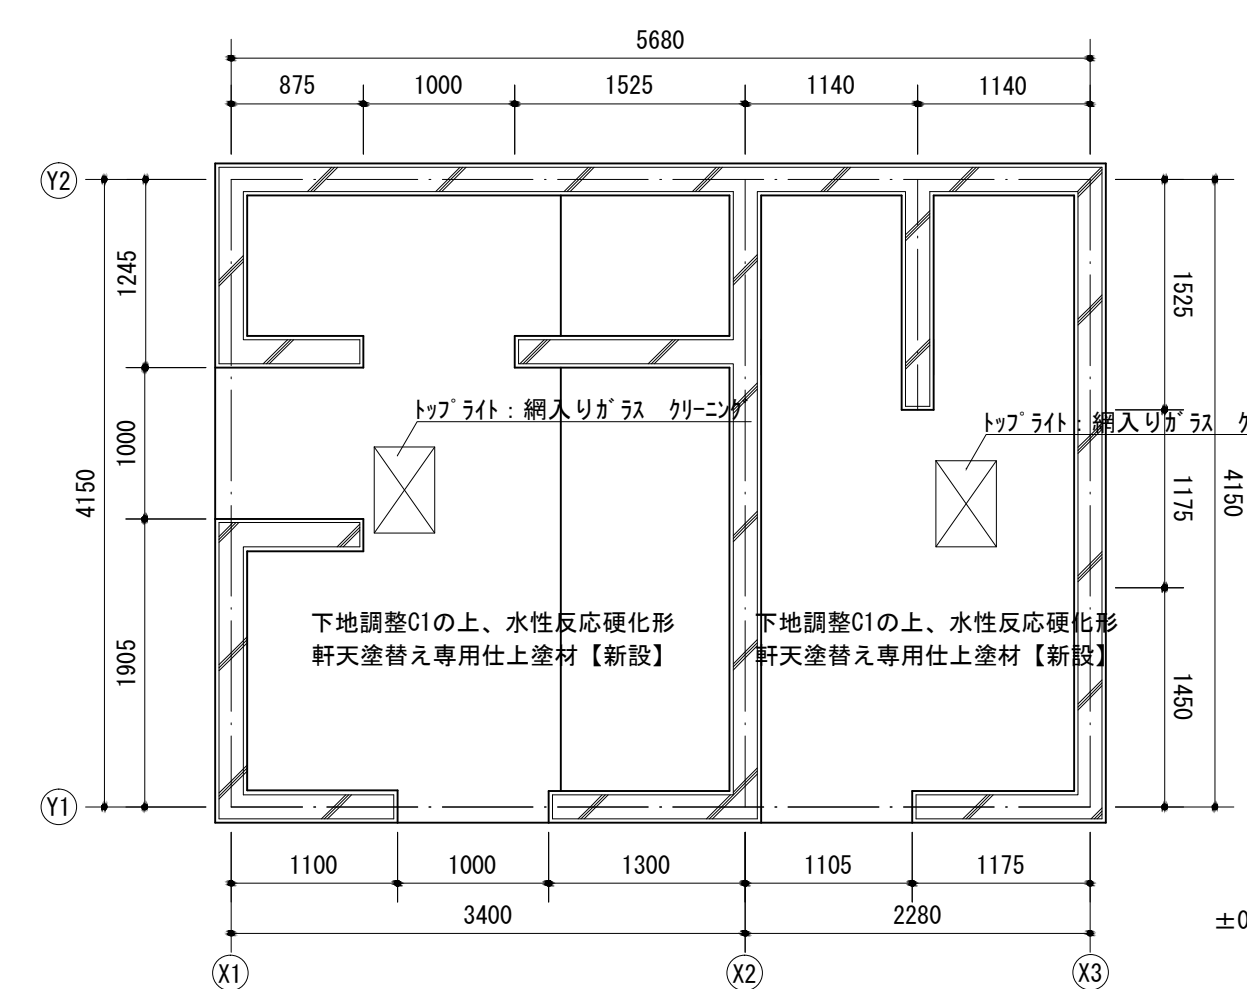 5680
875 1000 1525 1140 1140
Y2
1245
1000
1905
4150
Y1
トップライト：網入りガラス　クリーニング
トップライト：網入りガラス
下地調整C1の上、水性反応硬化形
軒天塗替え専用仕上塗材【新設】
下地調整C1の上、水性反応硬化形
軒天塗替え専用仕上塗材【新設】
1525
1175
1450
4150
1100 1000 1300 1105 1175
3400 2280
±0
X1 X2 X3